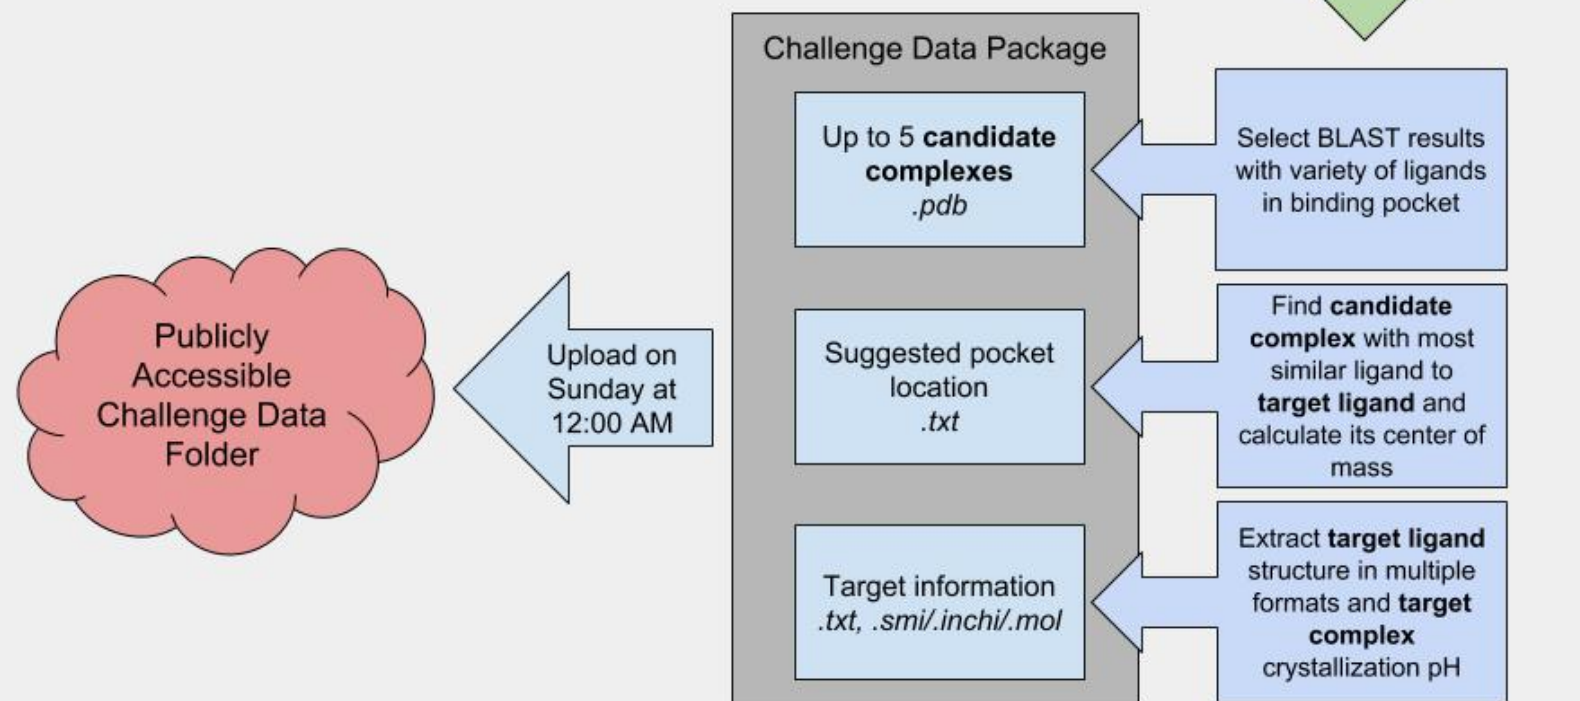 Challenge Data Package
Up to 5 candidate
complexes
.pdb
Select BLAST results
with variety of ligands
in binding pocket
Publicly
Accessible
Challenge Data
Folder
Upload on
Sunday at
12:00 AM
Suggested pocket
location
.txt
Find candidate
complex with most
similar ligand to
target ligand and
calculate its center of
mass
Target information
.txt, .smi/.inchi/.mol
Extract target ligand
structure in multiple
formats and target
complex
crystallization pH